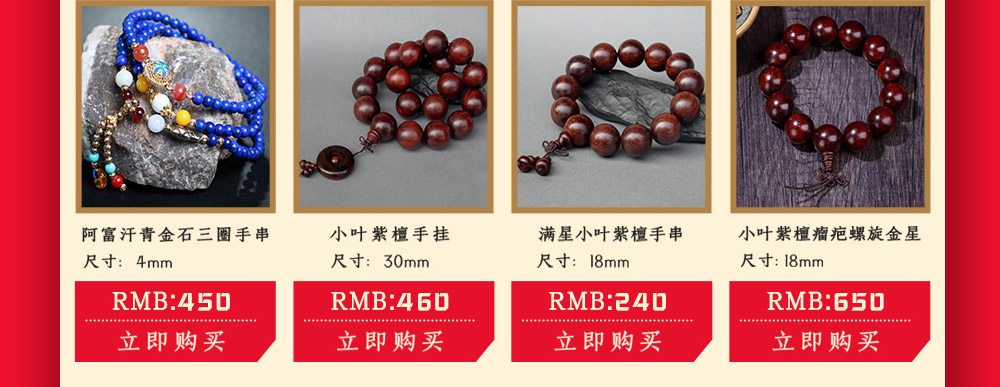 阿富汗青金石三圈手串
尺寸: 4mm
RMB:450
立即购买
小叶紫檀手挂
尺寸: 30mm
RMB:460
立即购买
满星小叶紫檀手串
尺寸: 18mm
RMB:240
立即购买
小叶紫檀瘤疤螺旋金星
尺寸: 18mm
RMB:650
立即购买